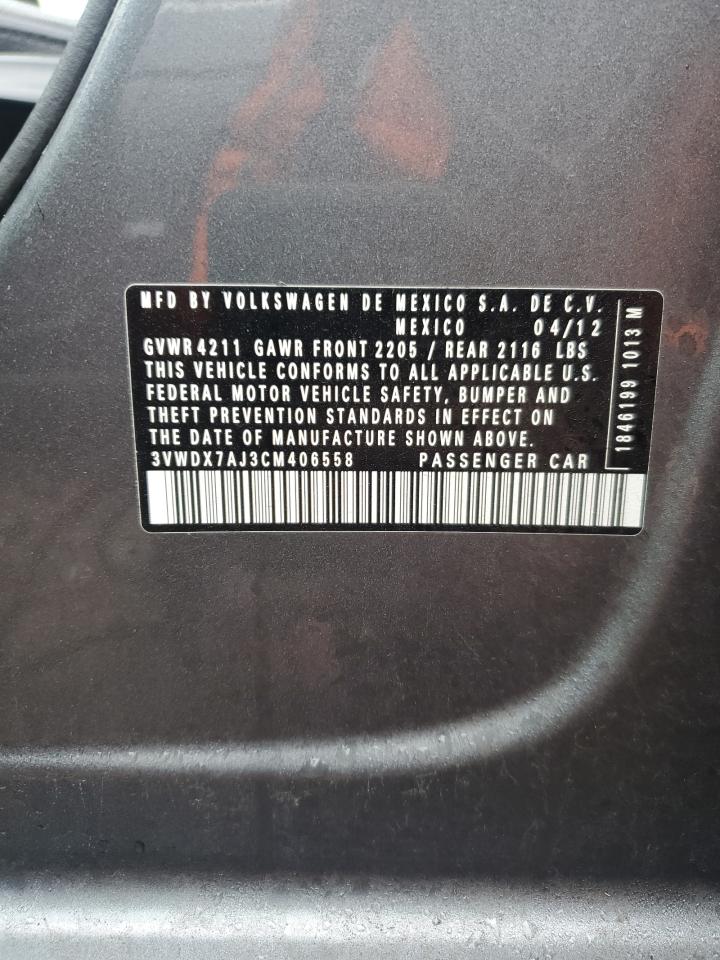 MFD BY VOLKSWAGEN DE MEXICO S.A. DE C.V.
MEXICO 04/12
GVWR 4211 GAWR FRONT 2205 / REAR 2116 LBS
THIS VEHICLE CONFORMS TO ALL APPLICABLE U.S.
FEDERAL MOTOR VEHICLE SAFETY, BUMPER AND
THEFT PREVENTION STANDARDS IN EFFECT ON
THE DATE OF MANUFACTURE SHOWN ABOVE.
3VWDX7AJ3CM406558 PASSENGER CAR
1846199 1013 M